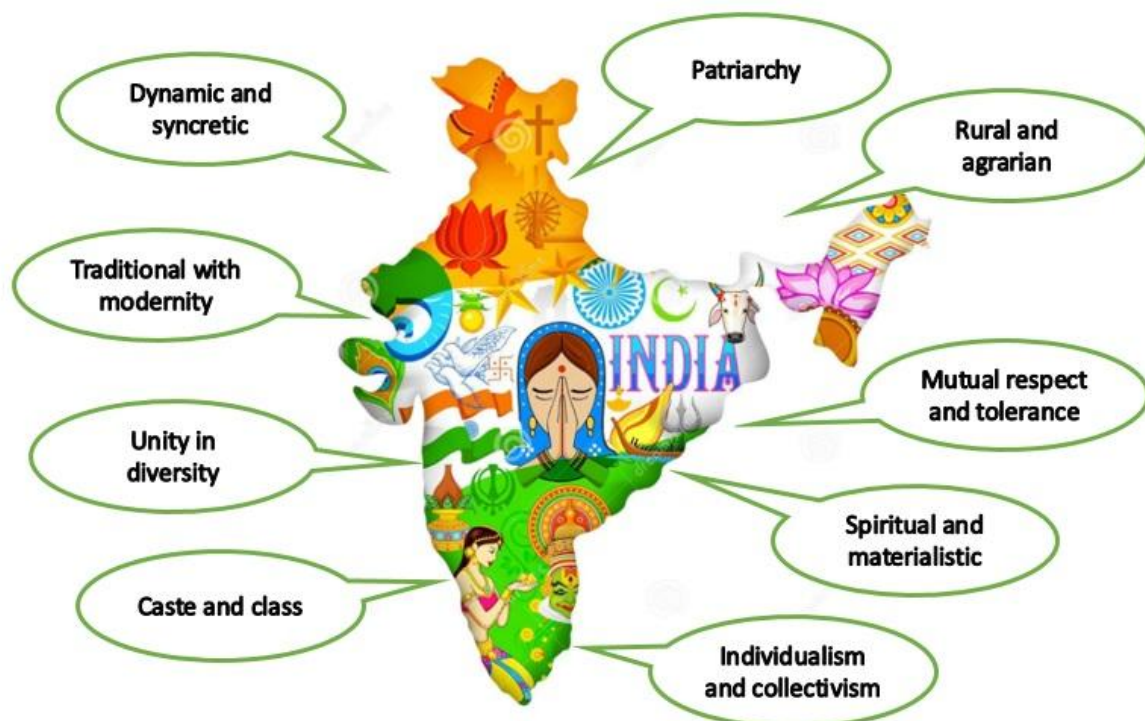 Dynamic and
syncretic
Patriarchy
Rural and
agrarian
Traditional with
modernity
INDIA
Mutual respect
and tolerance
Unity in
diversity
Spiritual and
materialistic
Caste and class
Individualism
and collectivism